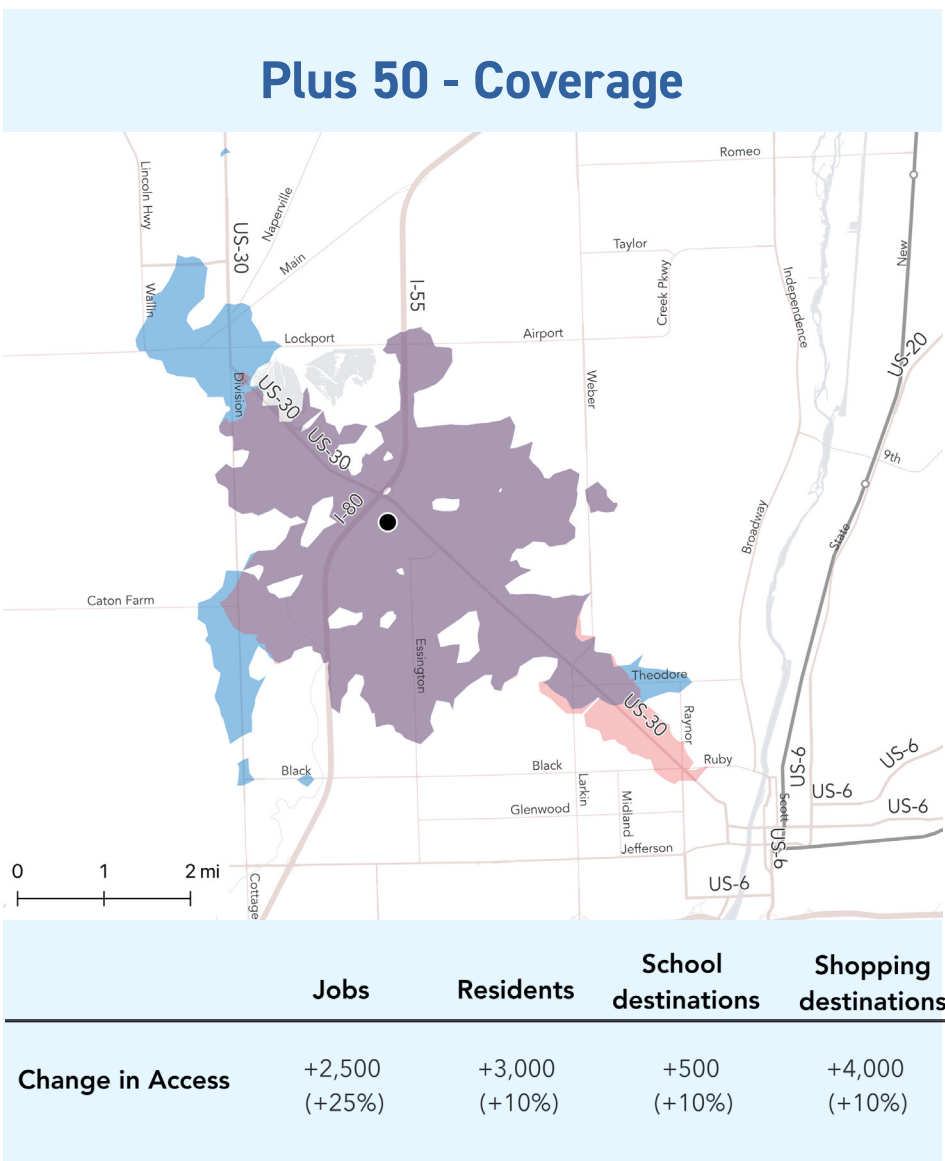 Plus 50 - Coverage
Romeo
Lincoln Hwy
Naperville
US-30
Taylor
New
Main
Creek Pkwy
Independence
Wallin
I-55
Lockport
Airport
US-20
Division
US-30
Weber
US-30
9th
I-80
Broadway
State
Caton Farm
Essington
Theodore
US-30
Raynor
Ruby
US-6
US-6
Black
Black
Larkin
Midland
Scott
US-6
US-6
Glenwood
Jefferson
US-6
0 1 2 mi
Cottage
US-6
Jobs Residents School destinations Shopping destinations
Change in Access +2,500 +3,000 +500 +4,000
(+25%) (+10%) (+10%) (+10%)